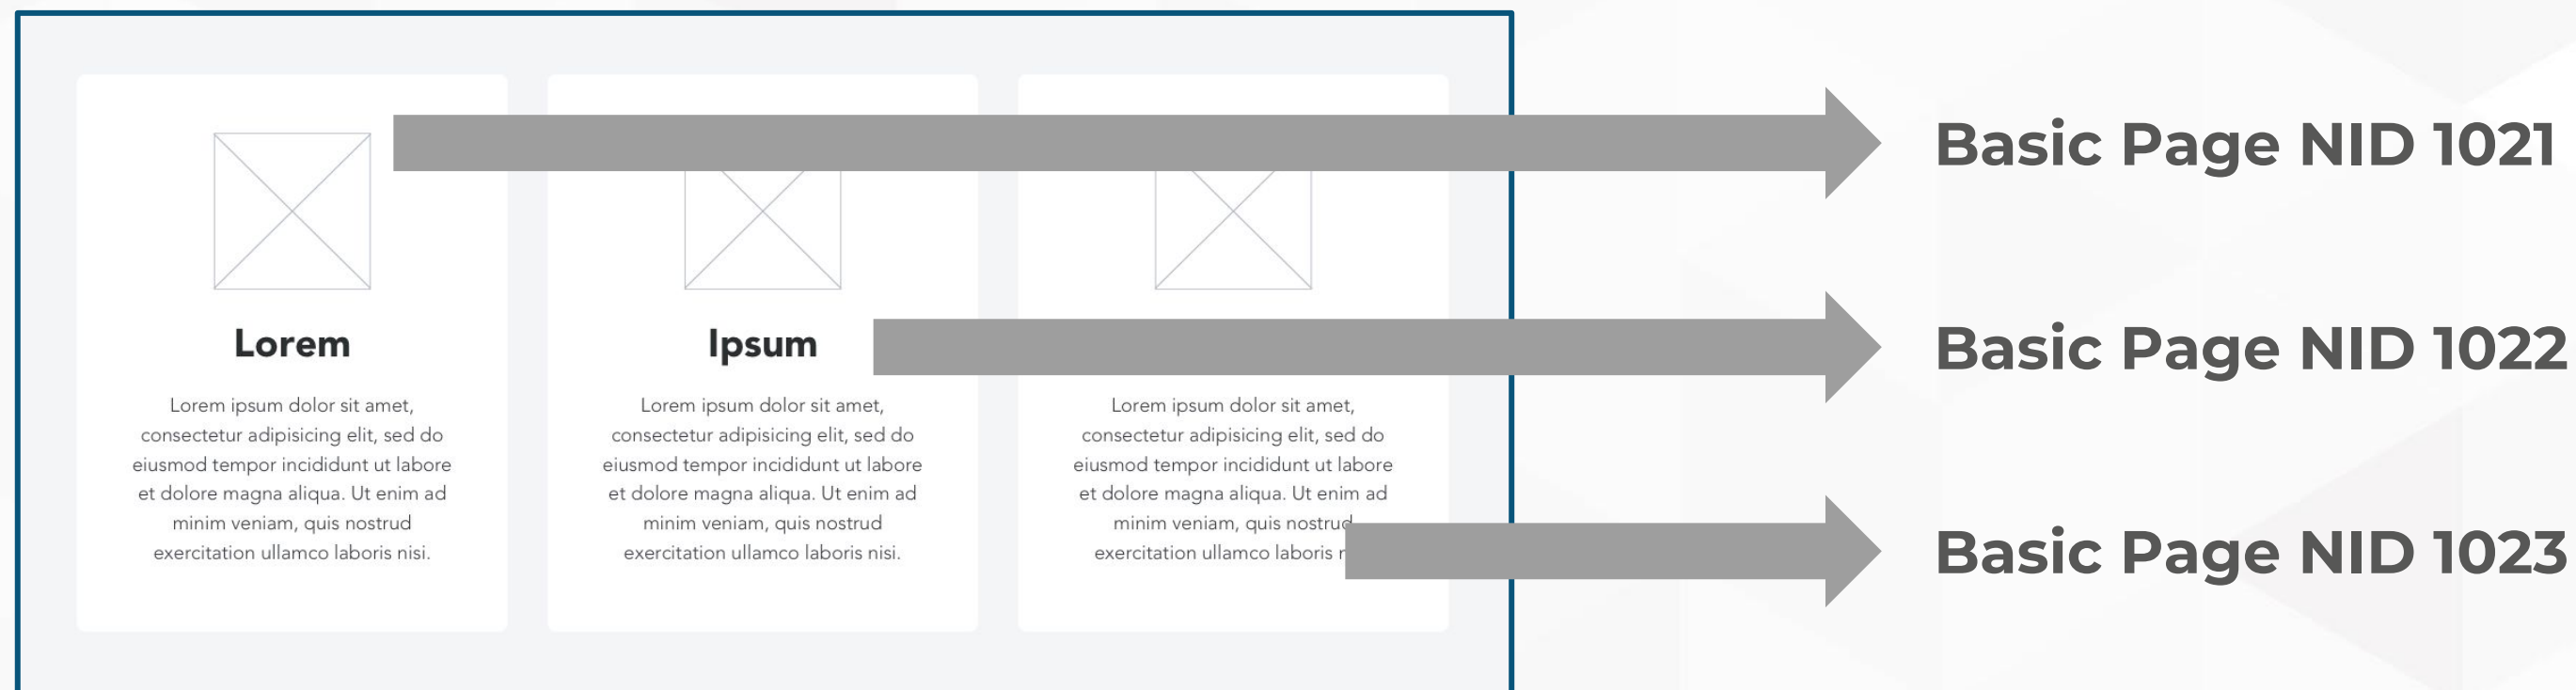 Lorem
Lorem ipsum dolor sit amet,
consectetur adipisicing elit, sed do
eiusmod tempor incididunt ut labore
et dolore magna aliqua. Ut enim ad
minim veniam, quis nostrud
exercitation ullamco laboris nisi.
Ipsum
Lorem ipsum dolor sit amet,
consectetur adipisicing elit, sed do
eiusmod tempor incididunt ut labore
et dolore magna aliqua. Ut enim ad
minim veniam, quis nostrud
exercitation ullamco laboris nisi.
Lorem ipsum dolor sit amet,
consectetur adipisicing elit, sed do
eiusmod tempor incididunt ut labore
et dolore magna aliqua. Ut enim ad
minim veniam, quis nostrud
exercitation ullamco laboris
Basic Page NID 1021
Basic Page NID 1022
Basic Page NID 1023